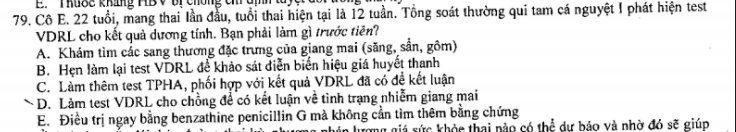 E. Thuốc kháng HBV bị chống chỉ định tuyệt đối trong thai
79. Cô E. 22 tuổi, mang thai lần đầu, tuổi thai hiện tại là 12 tuần. Tổng soát thường qui tam cá nguyệt I phát hiện test
VDRL cho kết quả dương tính. Bạn phải làm gì trước tiên?
A. Khám tìm các sang thương đặc trưng của giang mai (săng, sẩn, gôm)
B. Hẹn làm lại test VDRL để khảo sát diễn biến hiệu giá huyết thanh
C. Làm thêm test TPHA, phối hợp với kết quả VDRL đã có để kết luận
D. Làm test VDRL cho chồng để có kết luận về tình trạng nhiễm giang mai
E. Điều trị ngay bằng benzathine penicillin G mà không cần tìm thêm bằng chứng
lượng giá sức khỏe thai nào có thể dự báo và nhờ đó sẽ giúp